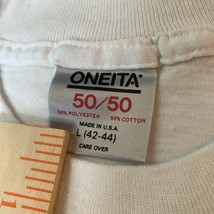 ONEITA
50/50
50% POLYESTER 50% COTTON
MADE IN U.S.A.
L (42-44)
CARE OVER